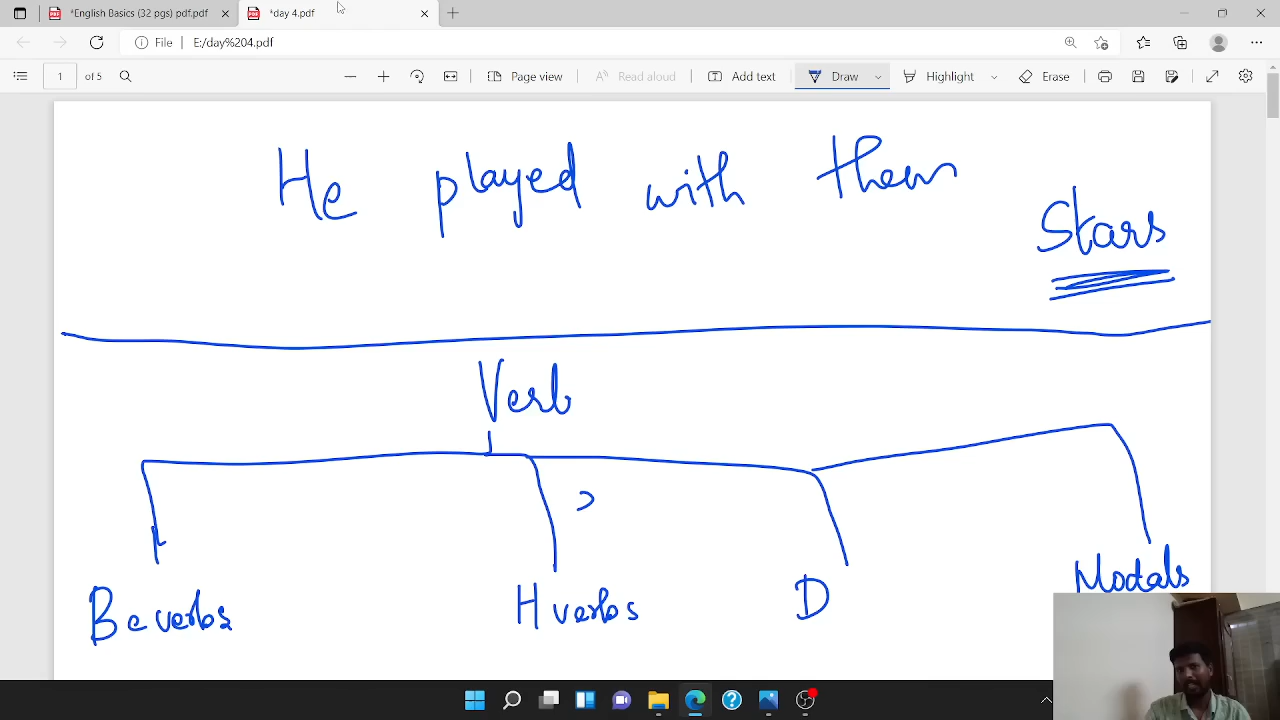 *English Basics (32 pgs) pdf.pdf
*day 4.pdf
File | E:/day%204.pdf
1 of 5
Page view
Read aloud
Add text
Draw
Highlight
Erase
He played with them
Stars
Verb
Be verbs H verbs D Modals